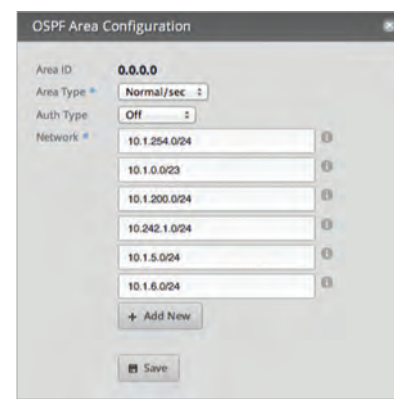 OSPF Area Configuration
Area ID 0.0.0.0
Area Type * Normal/sec
Auth Type Off
Network * 10.1.254.0/24
10.1.0.0/23
10.1.200.0/24
10.242.1.0/24
10.1.5.0/24
10.1.6.0/24
+ Add New
Save